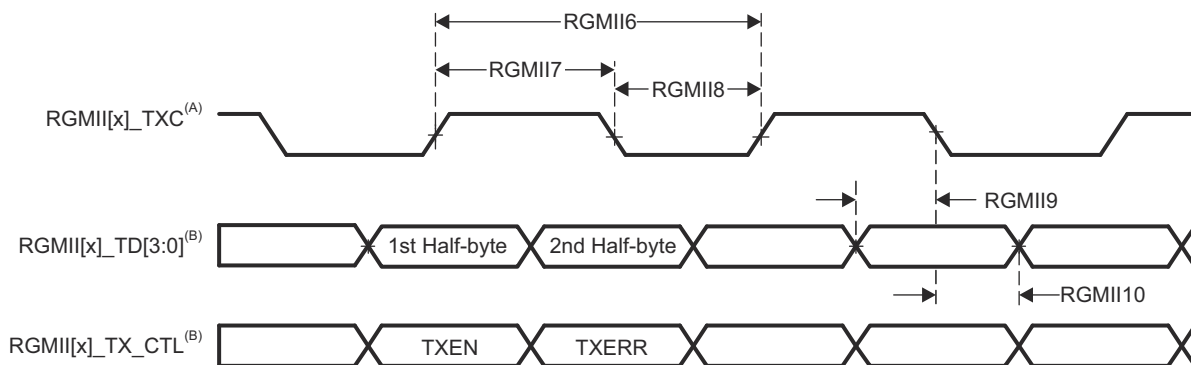 RGMII6
RGMII7
RGMII8
RGMII[x]_TXC(A)
RGMII9
RGMII[x]_TD[3:0](B)
1st Half-byte
2nd Half-byte
RGMII10
RGMII[x]_TX_CTL(B)
TXEN
TXERR